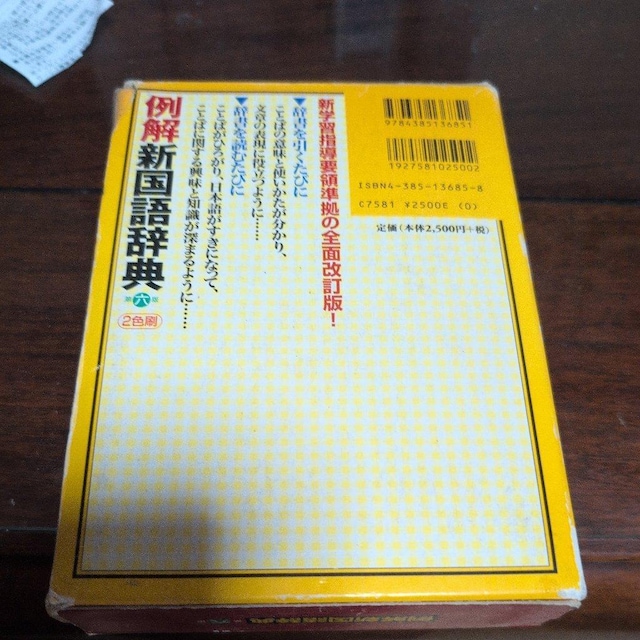 9784385136851
1927581025002
ISBN4-385-13685-8
C7581 ¥2500E (0)
定価(本体2,500円+税)
新学習指導要領準拠の全面改訂版!
▼辞書を引くたびに
ことばの意味と使いかたが分かり、
文章の表現に役立つように……
▼辞書を読むたびに
ことばがひろがり、日本語がすきになって、
ことばに関する興味と知識が深まるように……
例解新国語辞典
第六版
2色刷